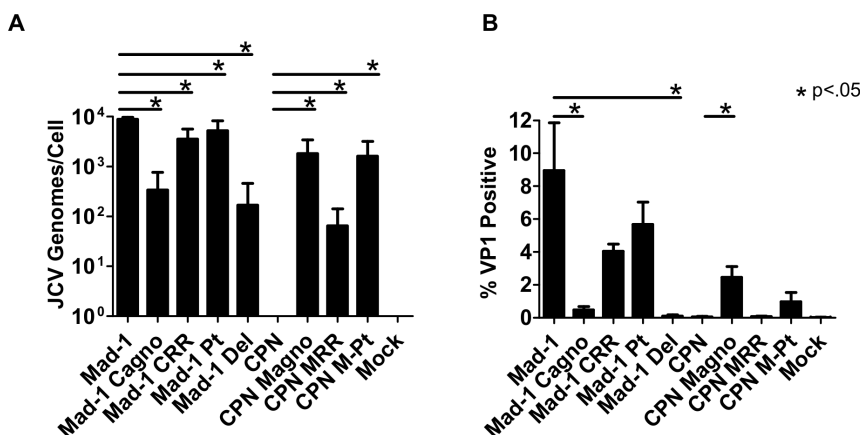 A
JCV Genomes/Cell
10^4
10^3
10^2
10^1
10^0
*
*
*
*
*
*
*
Mad-1
Mad-1 Cagno
Mad-1 CRR
Mad-1 Pt
Mad-1 Del
CPN
CPN Magno
CPN MRR
CPN M-Pt
Mock
B
* p<.05
% VP1 Positive
12
10
8
6
4
2
0
*
*
*
Mad-1
Mad-1 Cagno
Mad-1 CRR
Mad-1 Pt
Mad-1 Del
CPN
CPN Magno
CPN MRR
CPN M-Pt
Mock